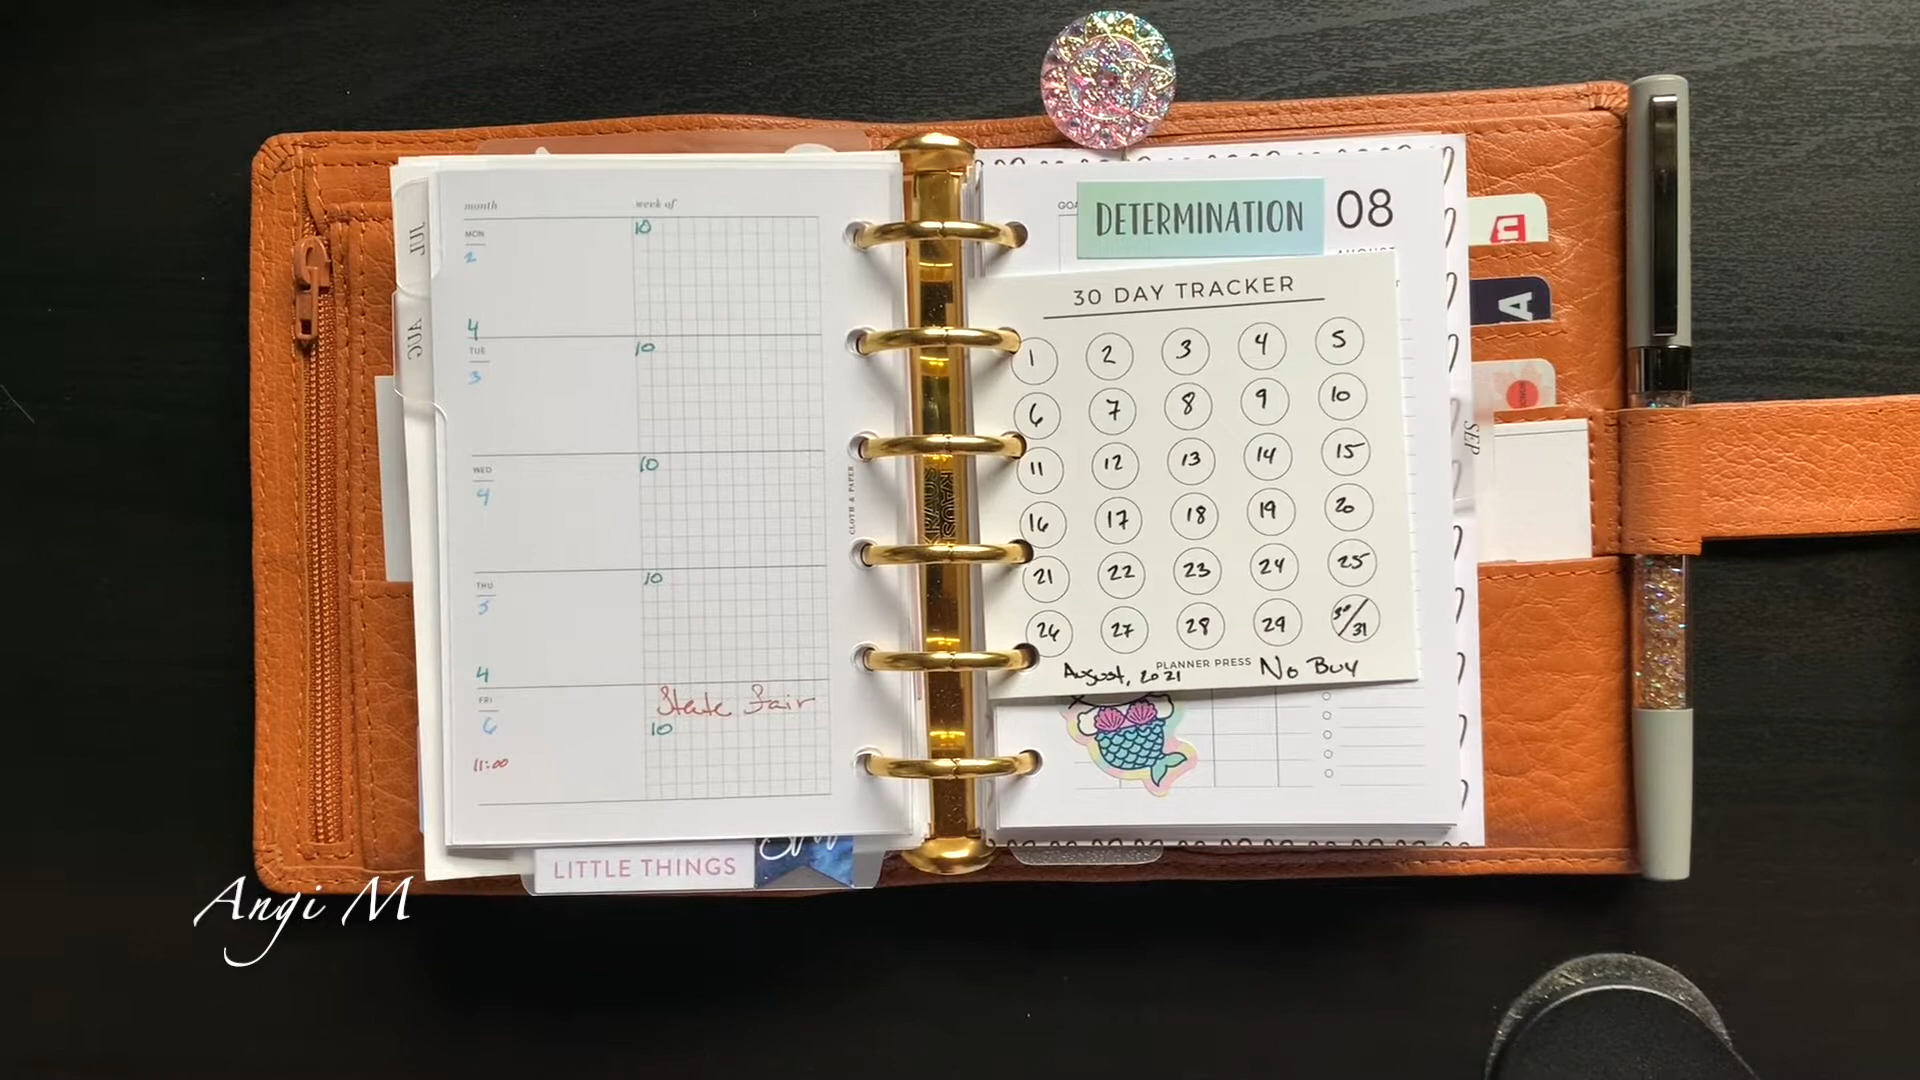 month
week of
MON
2
10
4
TUE
3
10
WED
4
10
THU
5
10
4
FRI
6
State Fair
10
11:00
JUL
AUG
CLOTH & PAPER
LITTLE THINGS
DETERMINATION
08
30 DAY TRACKER
1 2 3 4 5
6 7 8 9 10
11 12 13 14 15
16 17 18 19 20
21 22 23 24 25
26 27 28 29 30/31
August, 2021 PLANNER PRESS No Buy
SEP
A
Angi M